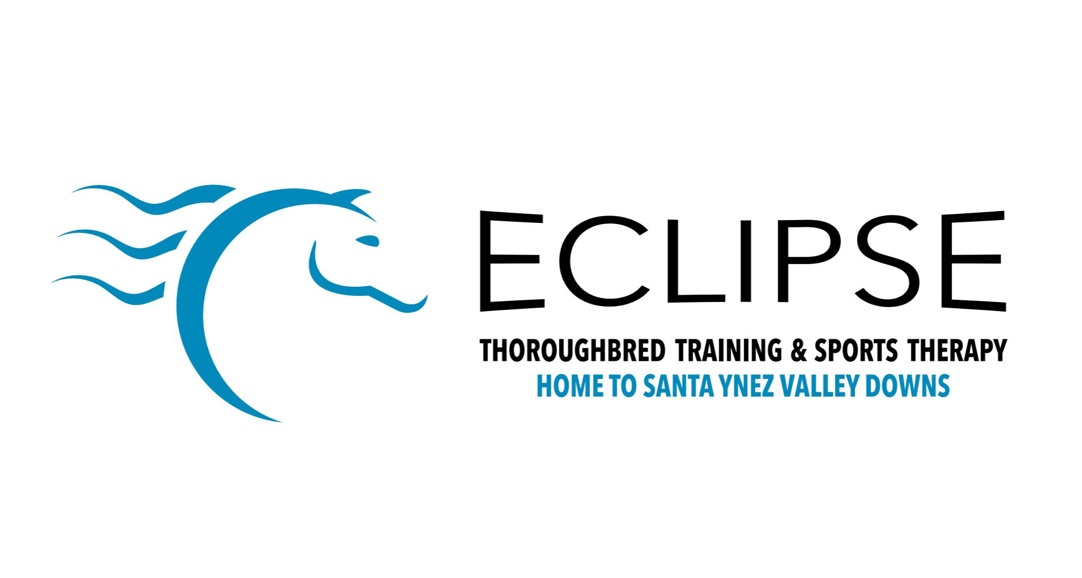 ECLIPSE
THOROUGHBRED TRAINING & SPORTS THERAPY
HOME TO SANTA YNEZ VALLEY DOWNS